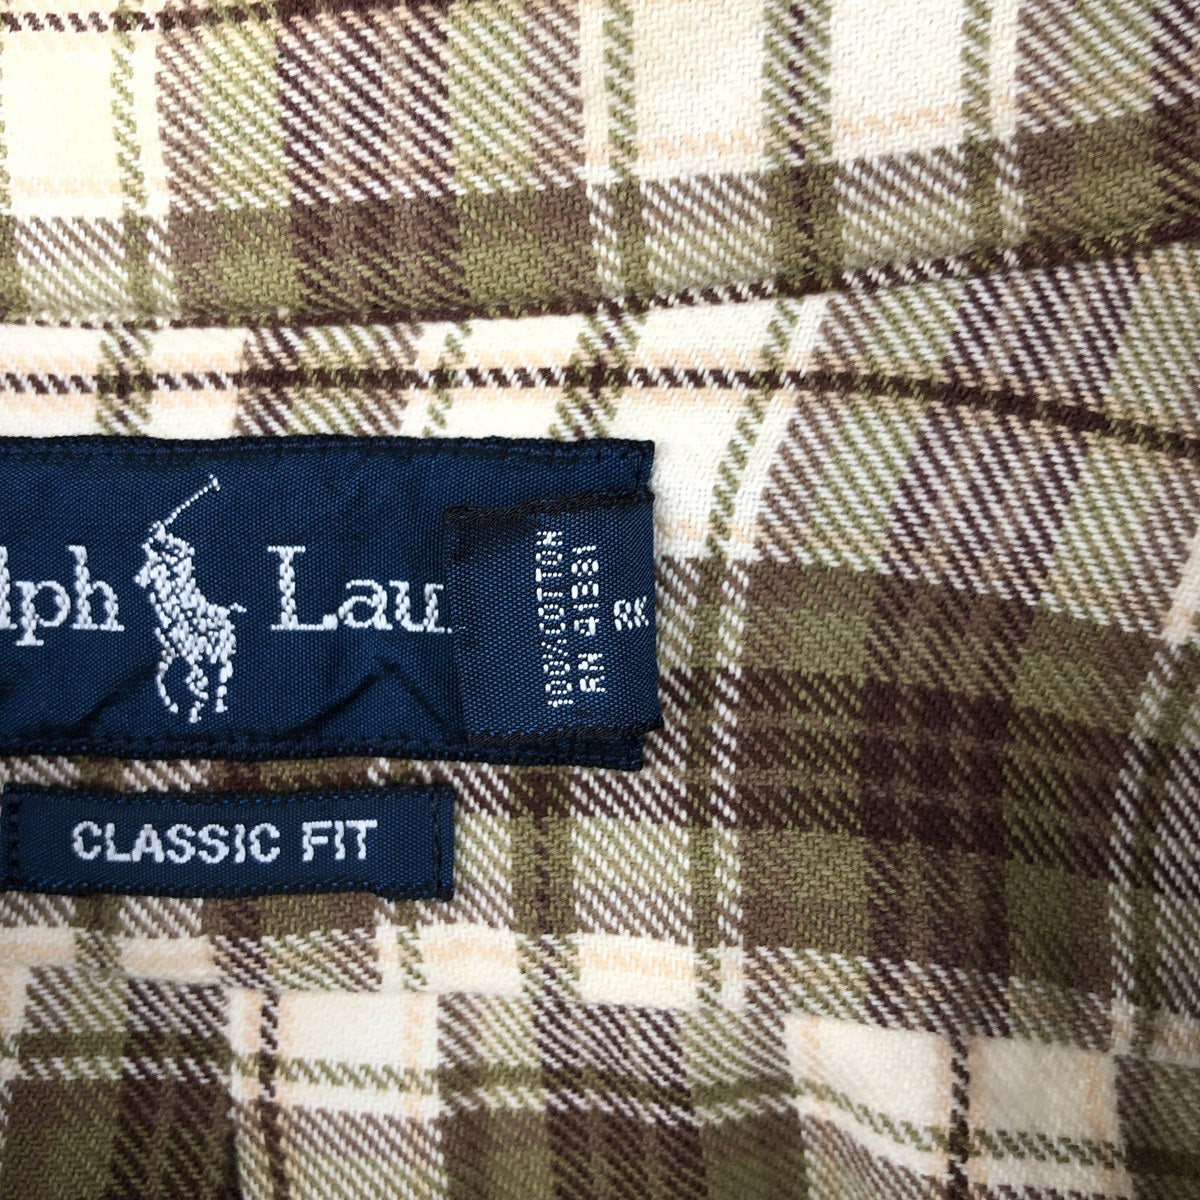 lph Lau
100% COTTON
RN 41381
CLASSIC FIT